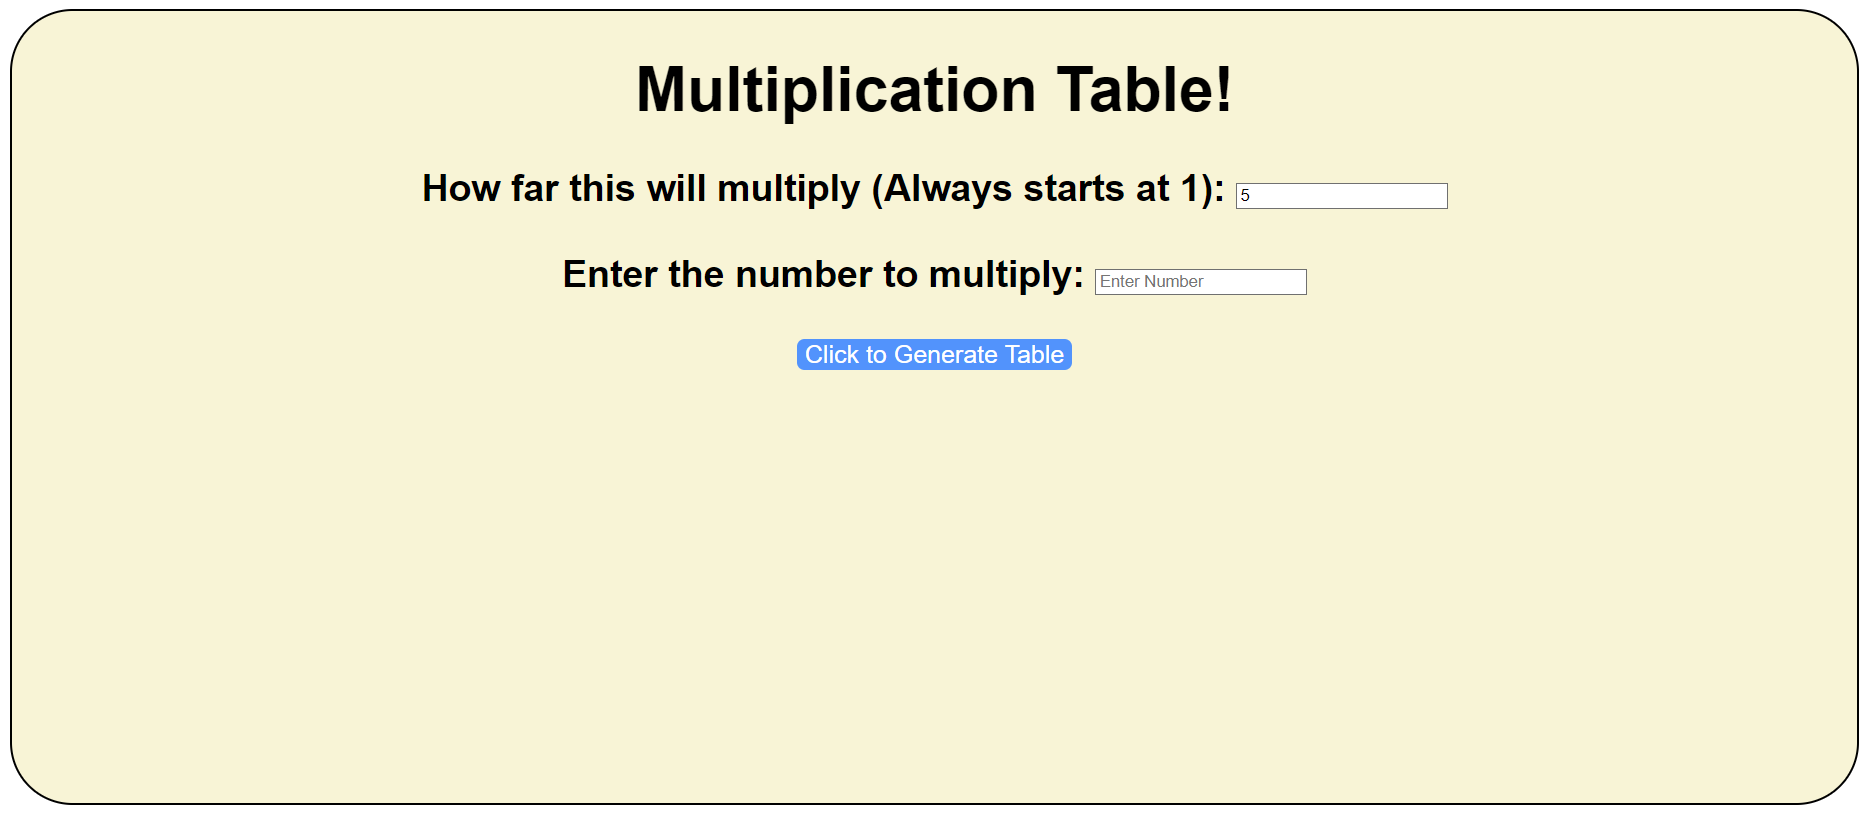 Multiplication Table!
How far this will multiply (Always starts at 1): 5
Enter the number to multiply: Enter Number
Click to Generate Table